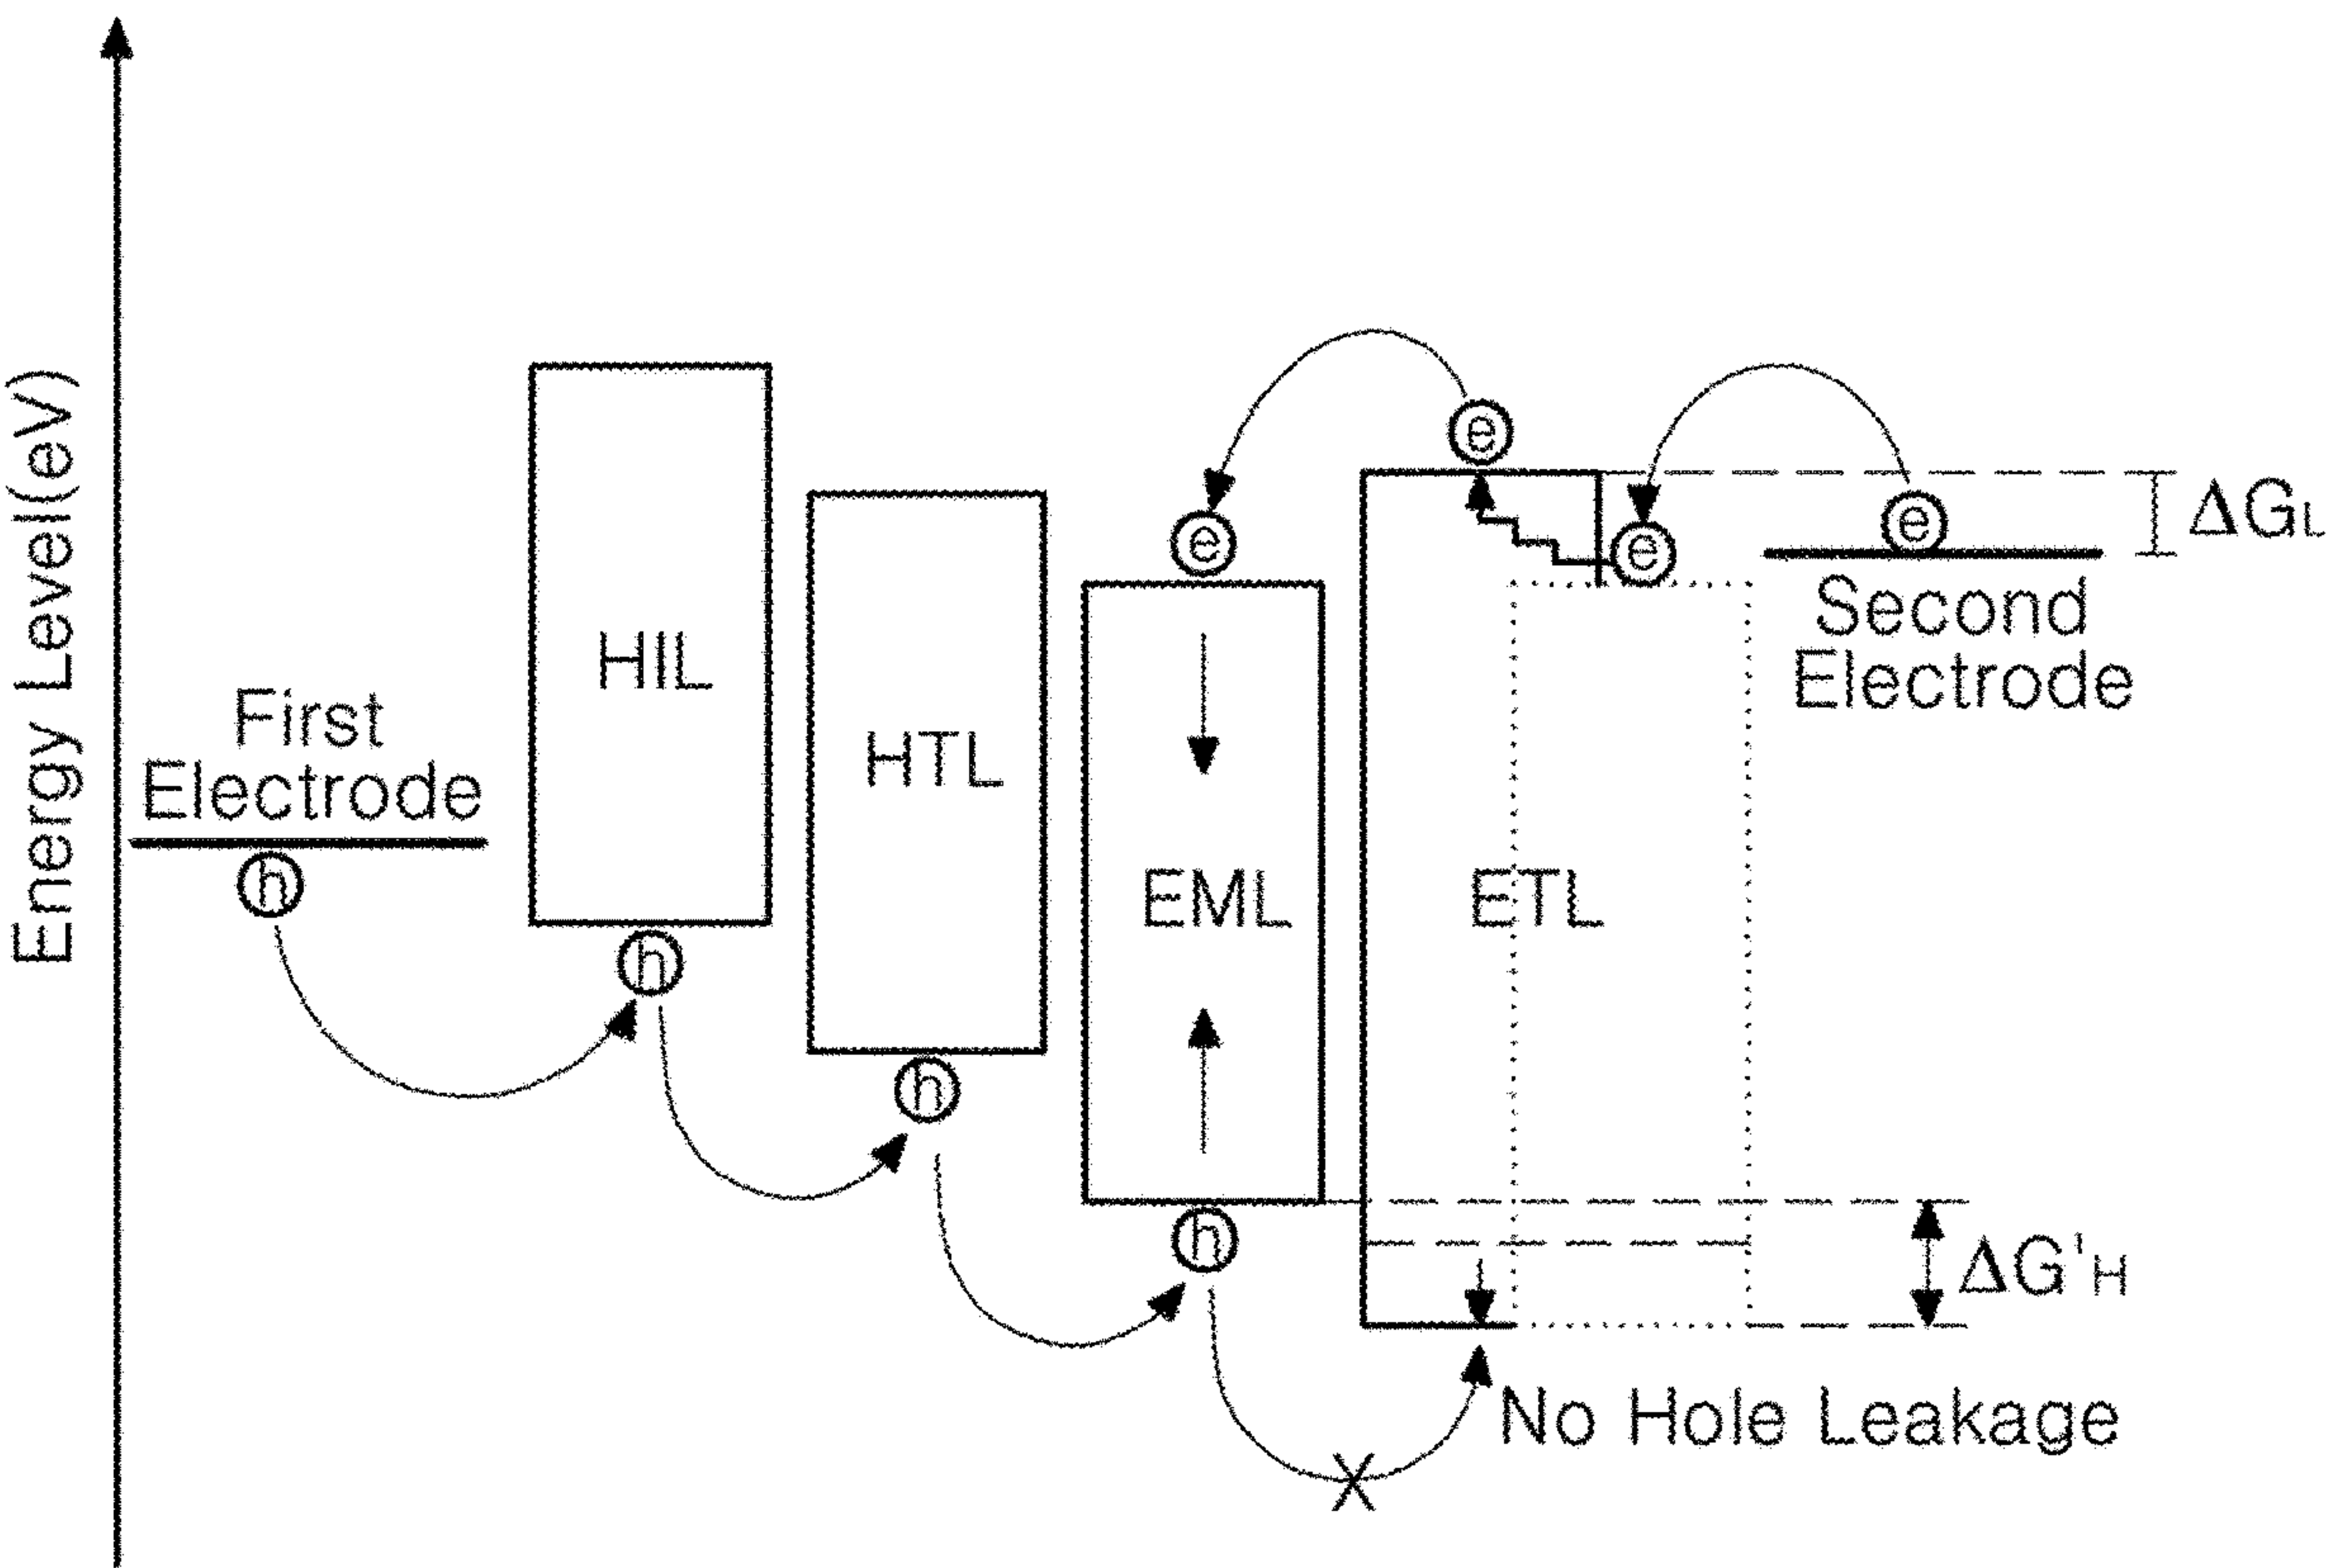 Energy Level(eV)
First
Electrode
h
HIL
h
HTL
h
e
EML
h
e
ETL
e
e
Second
Electrode
ΔGL
ΔG'H
No Hole Leakage
X